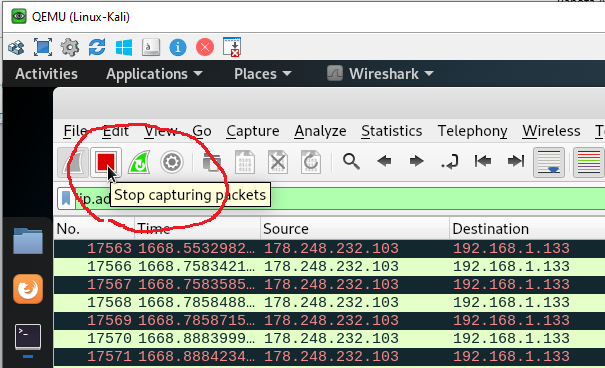 QEMU (Linux-Kali)
Activities Applications Places Wireshark
File Edit View Go Capture Analyze Statistics Telephony Wireless
Stop capturing packets
ip.ad
No. Time Source Destination
17563 1668.5532982… 178.248.232.103 192.168.1.133
17566 1668.7583421… 178.248.232.103 192.168.1.133
17567 1668.7583585… 178.248.232.103 192.168.1.133
17568 1668.7858488… 178.248.232.103 192.168.1.133
17569 1668.7858715… 178.248.232.103 192.168.1.133
17570 1668.8883999… 178.248.232.103 192.168.1.133
17571 1668.8884234… 178.248.232.103 192.168.1.133